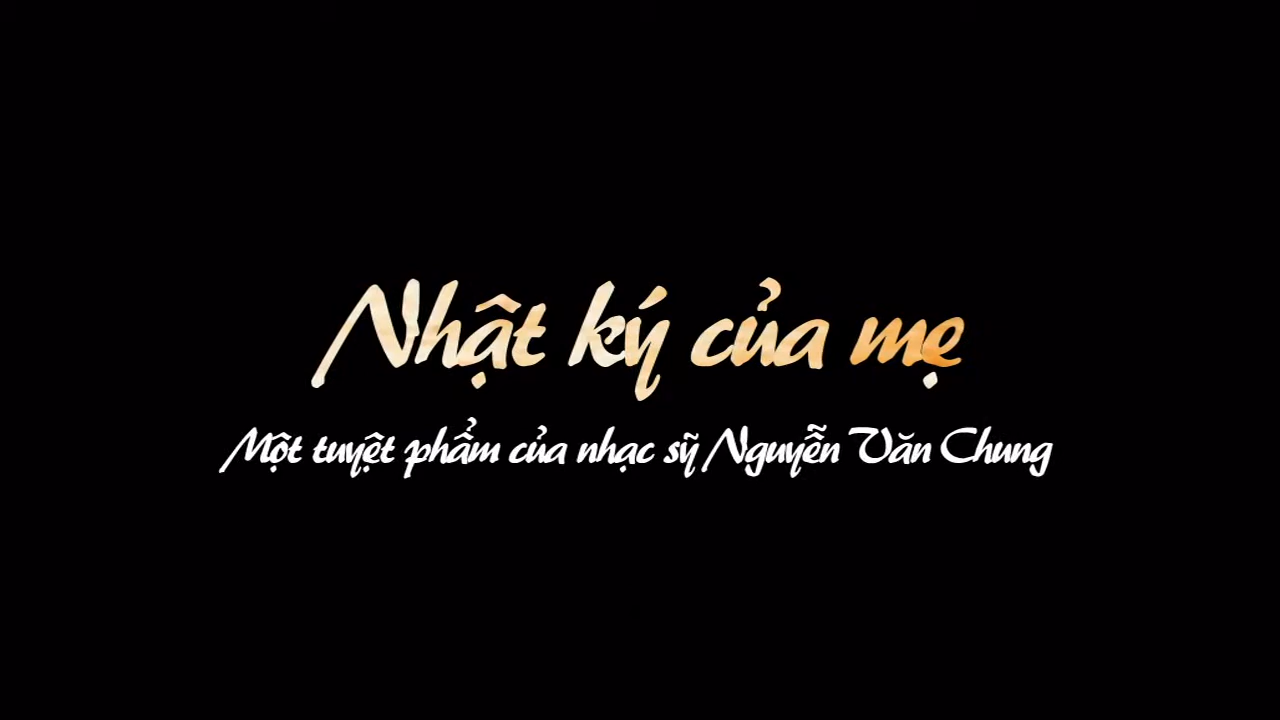 Nhật ký của mẹ
Một tuyệt phẩm của nhạc sỹ Nguyễn Văn Chung